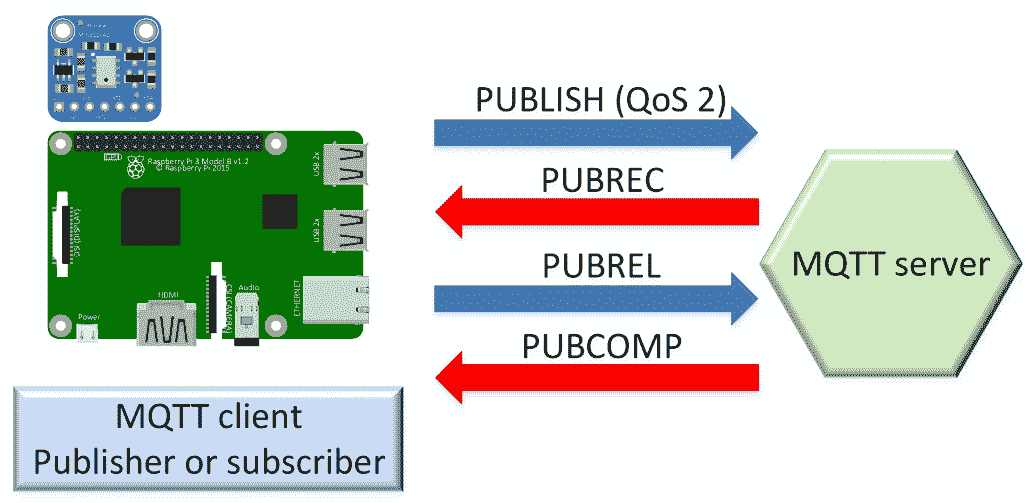 PUBLISH (QoS 2)
PUBREC
PUBREL
PUBCOMP
MQTT server
Raspberry Pi 3 Model B v1.2
© Raspberry Pi 2015
USB 2x
USB 2x
DSI (DISPLAY)
ETHERNET
Audio
CSI (CAMERA)
HDMI
Power
MQTT client
Publisher or subscriber